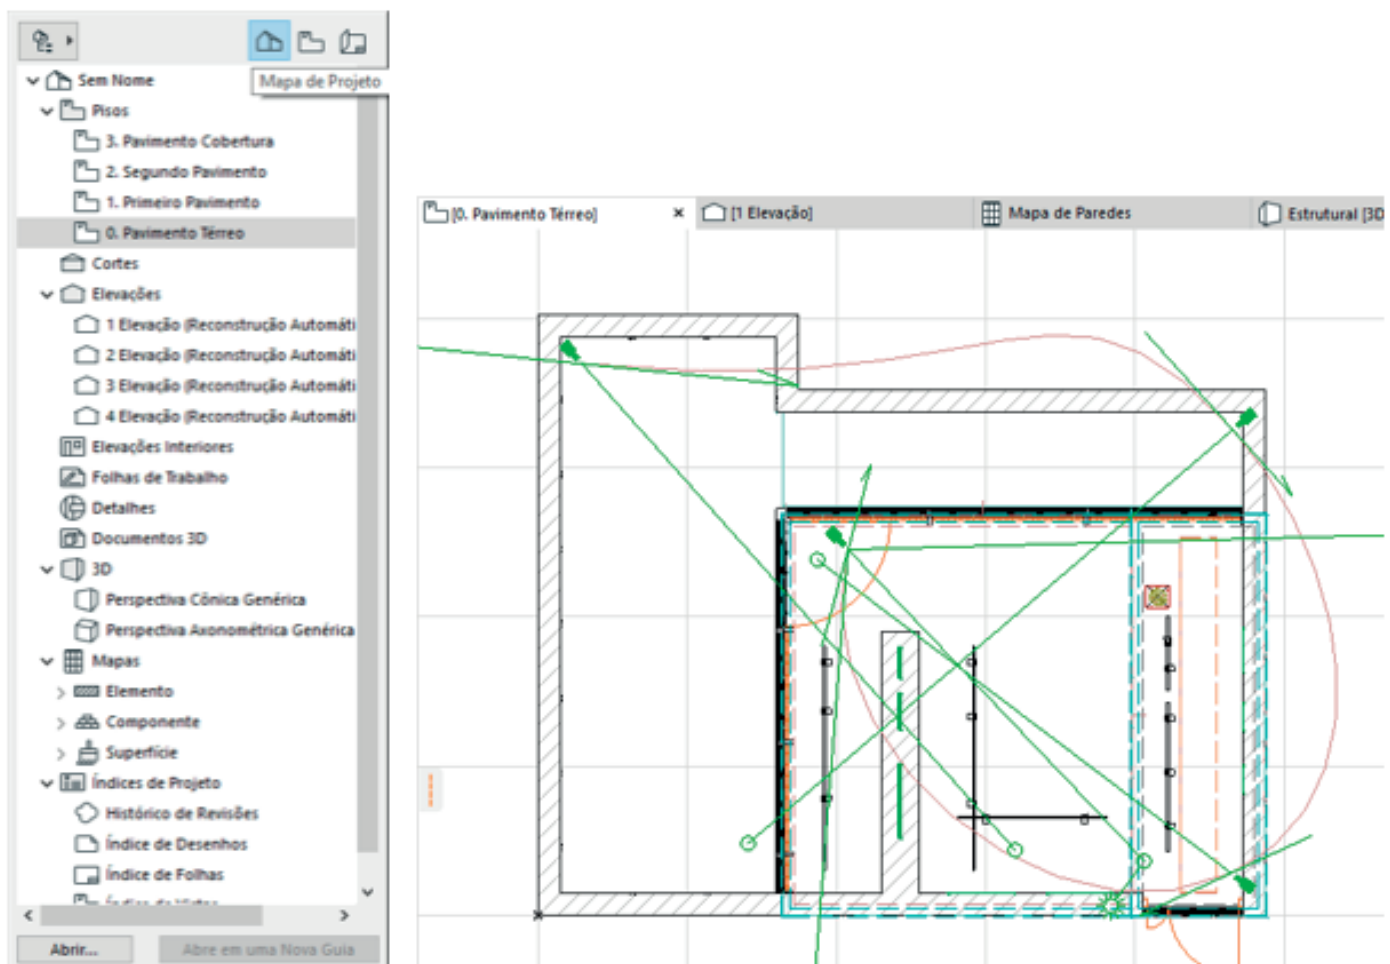 Mapa de Projeto
Sem Nome
Pisos
3. Pavimento Cobertura
2. Segundo Pavimento
1. Primeiro Pavimento
0. Pavimento Térreo
Cortes
Elevações
1 Elevação (Reconstrução Automáti
2 Elevação (Reconstrução Automáti
3 Elevação (Reconstrução Automáti
4 Elevação (Reconstrução Automáti
Elevações Interiores
Folhas de Trabalho
Detalhes
Documentos 3D
3D
Perspectiva Cônica Genérica
Perspectiva Axonométrica Genérica
Mapas
Elemento
Componente
Superfície
Índices de Projeto
Histórico de Revisões
Índice de Desenhos
Índice de Folhas
Abrir...
Abre em uma Nova Guia
[0. Pavimento Térreo]
[1 Elevação]
Mapa de Paredes
Estrutural [3D